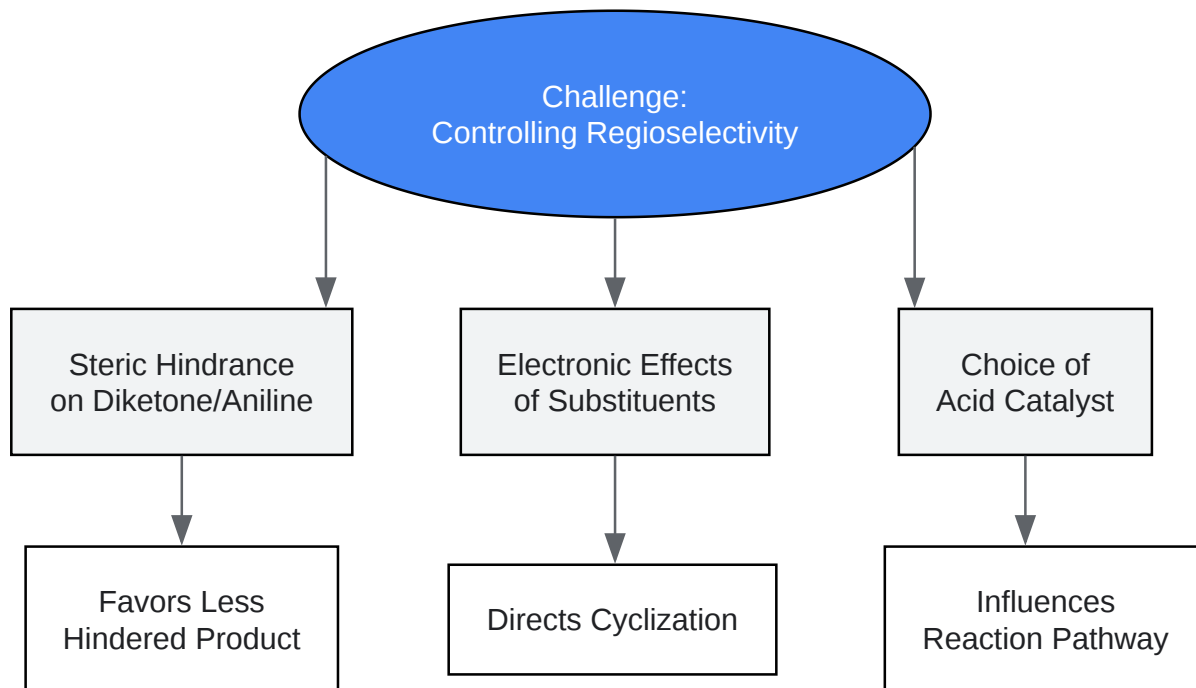 Challenge:
Controlling Regioselectivity
Steric Hindrance
on Diketone/Aniline
Electronic Effects
of Substituents
Choice of
Acid Catalyst
Favors Less
Hindered Product
Directs Cyclization
Influences
Reaction Pathway